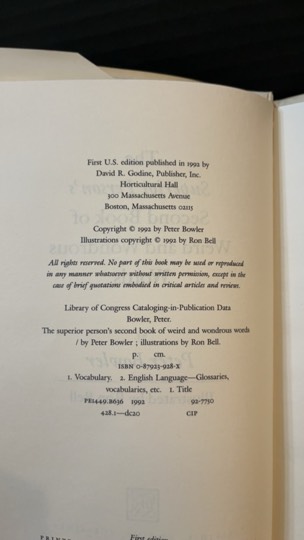 First U.S. edition published in 1992 by
David R. Godine, Publisher, Inc.
Horticultural Hall
300 Massachusetts Avenue
Boston, Massachusetts 02115
Copyright © 1992 by Peter Bowler
Illustrations copyright © 1992 by Ron Bell
All rights reserved. No part of this book may be used or reproduced
in any manner whatsoever without written permission, except in the
case of brief quotations embodied in critical articles and reviews.
Library of Congress Cataloging-in-Publication Data
Bowler, Peter.
The superior person's second book of weird and wondrous words
/ by Peter Bowler ; illustrations by Ron Bell.
p. cm.
ISBN 0-87923-928-X
1. Vocabulary. 2. English Language—Glossaries,
vocabularies, etc. I. Title
PE1449.B636 1992 92-7750
428.1—dc20 CIP
First edition